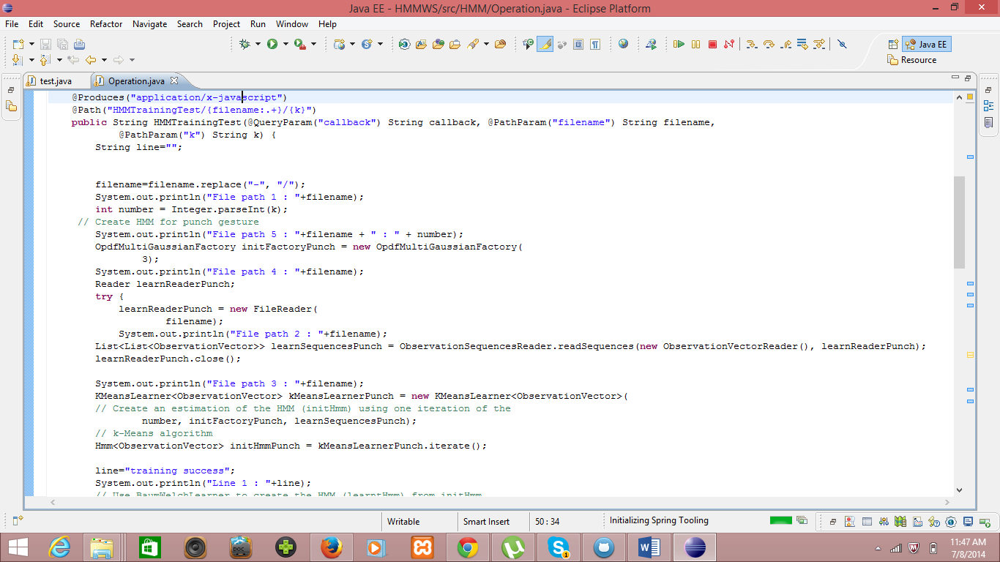 Java EE - HMMWS/src/HMM/Operation.java - Eclipse Platform
File Edit Source Refactor Navigate Search Project Run Window Help
Java EE
Resource
test.java
Operation.java
@Produces("application/x-javascript")
@Path("HMMTrainingTest/{filename:.+}/{k}")
public String HMMTrainingTest(@QueryParam("callback") String callback, @PathParam("filename") String filename,
@PathParam("k") String k) {
String line="";
filename=filename.replace("-", "/");
System.out.println("File path 1 : "+filename);
int number = Integer.parseInt(k);
// Create HMM for punch gesture
System.out.println("File path 5 : "+filename + " : " + number);
OpdfMultiGaussianFactory initFactoryPunch = new OpdfMultiGaussianFactory(
3);
System.out.println("File path 4 : "+filename);
Reader learnReaderPunch;
try {
learnReaderPunch = new FileReader(
filename);
System.out.println("File path 2 : "+filename);
List<List<ObservationVector>> learnSequencesPunch = ObservationSequencesReader.readSequences(new ObservationVectorReader(), learnReaderPunch);
learnReaderPunch.close();
System.out.println("File path 3 : "+filename);
KMeansLearner<ObservationVector> kMeansLearnerPunch = new KMeansLearner<ObservationVector>(
// Create an estimation of the HMM (initHmm) using one iteration of the
number, initFactoryPunch, learnSequencesPunch);
// k-Means algorithm
Hmm<ObservationVector> initHmmPunch = kMeansLearnerPunch.iterate();
line="training success";
System.out.println("Line 1 : "+line);
// Use BaumWelchLearner to create the HMM (learntHmm) from initHmm
Writable
Smart Insert
50 : 34
Initializing Spring Tooling
DOC
1
11:47 AM
7/8/2014